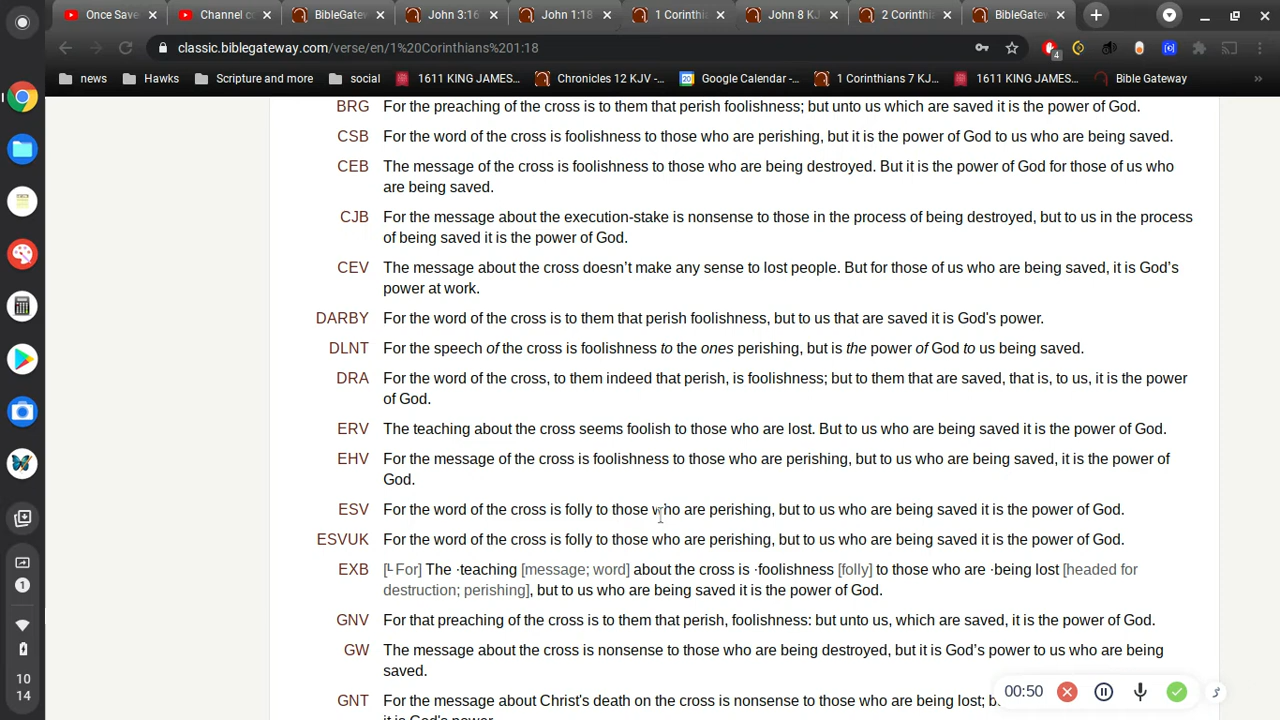 Once Save
Channel c
BibleGatew
John 3:16
John 1:18
1 Corinthi
John 8 KJ
2 Corinthi
BibleGatew
classic.biblegateway.com/verse/en/1%20Corinthians%201:18
4
news
Hawks
Scripture and more
social
1611 KING JAMES...
Chronicles 12 KJV -...
Google Calendar -...
1 Corinthians 7 KJ...
1611 KING JAMES...
Bible Gateway
»
BRG For the preaching of the cross is to them that perish foolishness; but unto us which are saved it is the power of God.
CSB For the word of the cross is foolishness to those who are perishing, but it is the power of God to us who are being saved.
CEB The message of the cross is foolishness to those who are being destroyed. But it is the power of God for those of us who
are being saved.
CJB For the message about the execution-stake is nonsense to those in the process of being destroyed, but to us in the process
of being saved it is the power of God.
CEV The message about the cross doesn’t make any sense to lost people. But for those of us who are being saved, it is God’s
power at work.
DARBY For the word of the cross is to them that perish foolishness, but to us that are saved it is God's power.
DLNT For the speech of the cross is foolishness to the ones perishing, but is the power of God to us being saved.
DRA For the word of the cross, to them indeed that perish, is foolishness; but to them that are saved, that is, to us, it is the power
of God.
ERV The teaching about the cross seems foolish to those who are lost. But to us who are being saved it is the power of God.
EHV For the message of the cross is foolishness to those who are perishing, but to us who are being saved, it is the power of
God.
ESV For the word of the cross is folly to those who are perishing, but to us who are being saved it is the power of God.
ESVUK For the word of the cross is folly to those who are perishing, but to us who are being saved it is the power of God.
EXB [L For] The ·teaching [message; word] about the cross is ·foolishness [folly] to those who are ·being lost [headed for
destruction; perishing], but to us who are being saved it is the power of God.
GNV For that preaching of the cross is to them that perish, foolishness: but unto us, which are saved, it is the power of God.
GW The message about the cross is nonsense to those who are being destroyed, but it is God’s power to us who are being
saved.
GNT For the message about Christ's death on the cross is nonsense to those who are being lost;
it is God's power
1
10
14
00:50